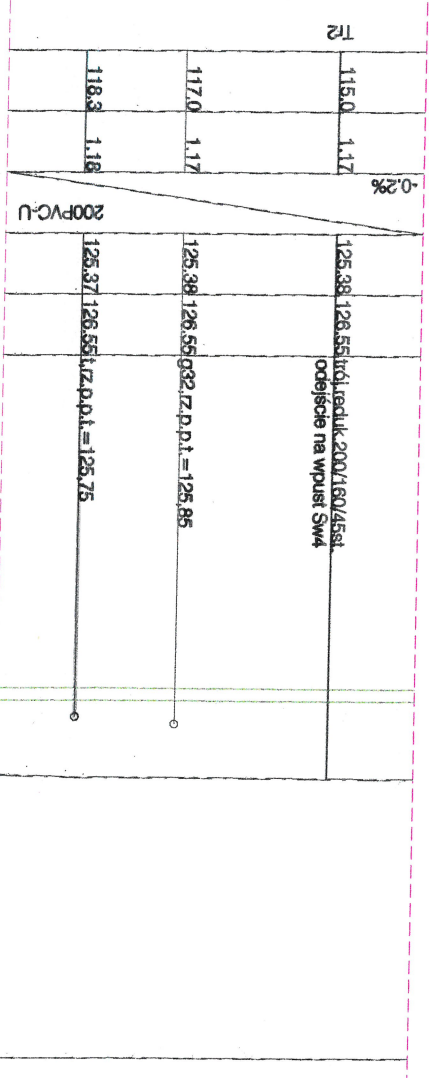 Tr2
115.0 1.17
-0.2%
125.38 126.55 trój.reduk.200/160/45st.
odejście na wpust Sw4
117.0 1.17
125.38 126.55 g32,rz.p.p.t.=125,85
118.3 1.18
200PVC-U
125.37 126.55 t,rz.p.p.t.=125,75